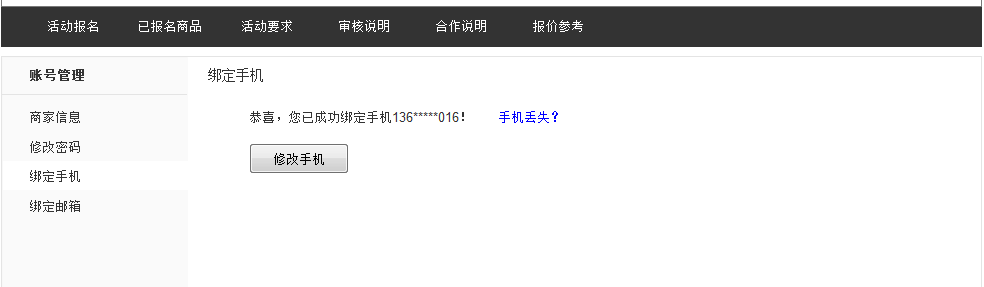 活动报名 已报名商品 活动要求 审核说明 合作说明 报价参考
账号管理
商家信息
修改密码
绑定手机
绑定邮箱
绑定手机
恭喜，您已成功绑定手机136*****016！ 手机丢失？
修改手机